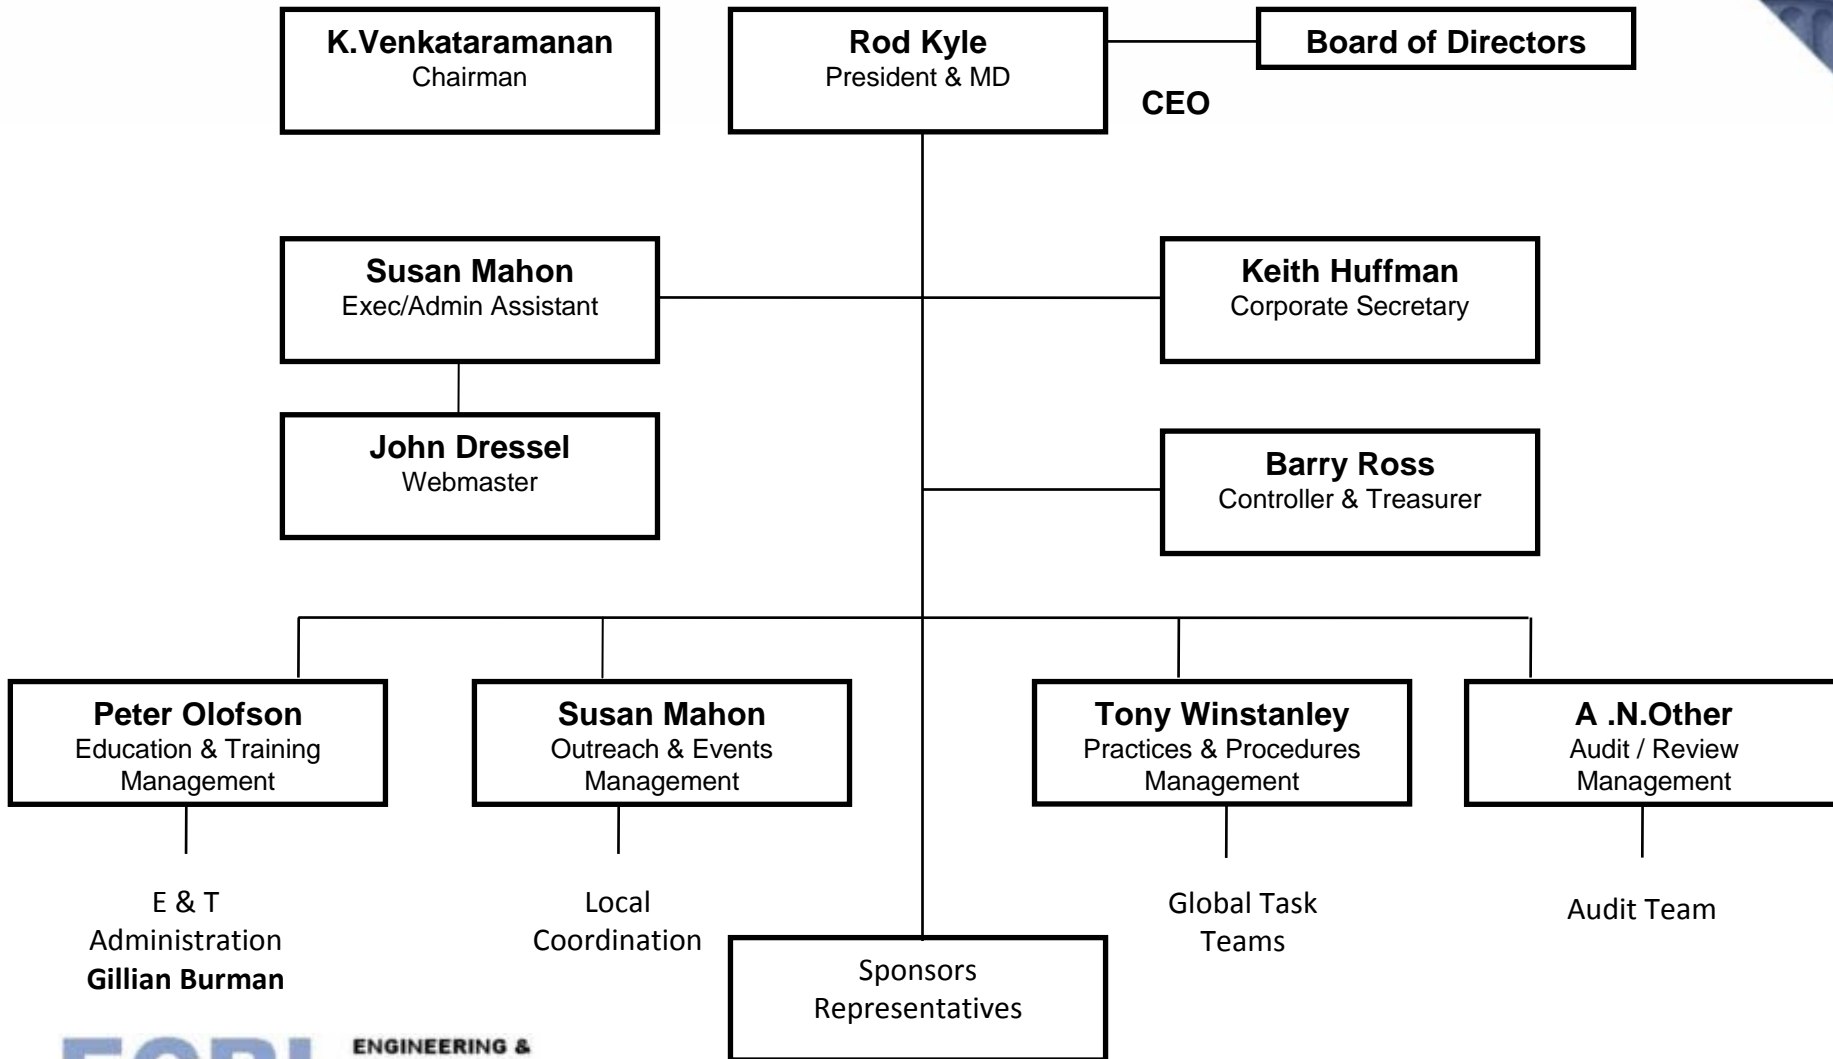 K.Venkataramanan
Chairman
Rod Kyle
President & MD
Board of Directors
CEO
Susan Mahon
Exec/Admin Assistant
Keith Huffman
Corporate Secretary
John Dressel
Webmaster
Barry Ross
Controller & Treasurer
Peter Olofson
Education & Training
Management
Susan Mahon
Outreach & Events
Management
Tony Winstanley
Practices & Procedures
Management
A .N.Other
Audit / Review
Management
E & T
Administration
Gillian Burman
Local
Coordination
Global Task
Teams
Audit Team
Sponsors
Representatives
ENGINEERING &